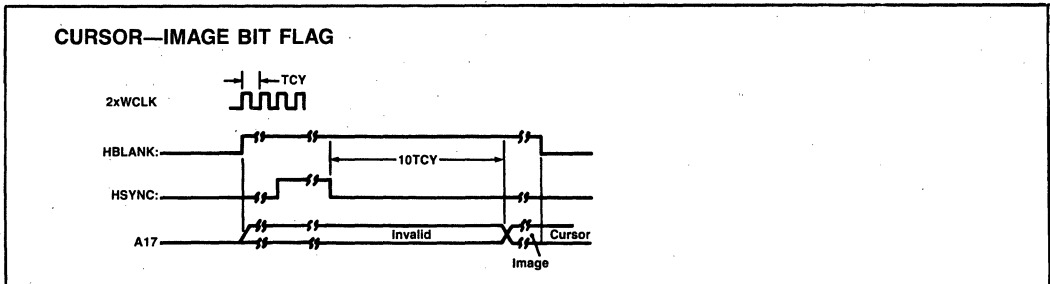 CURSOR—IMAGE BIT FLAG
TCY
2xWCLK
HBLANK:
10TCY
HSYNC:
A17
Invalid
Cursor
Image